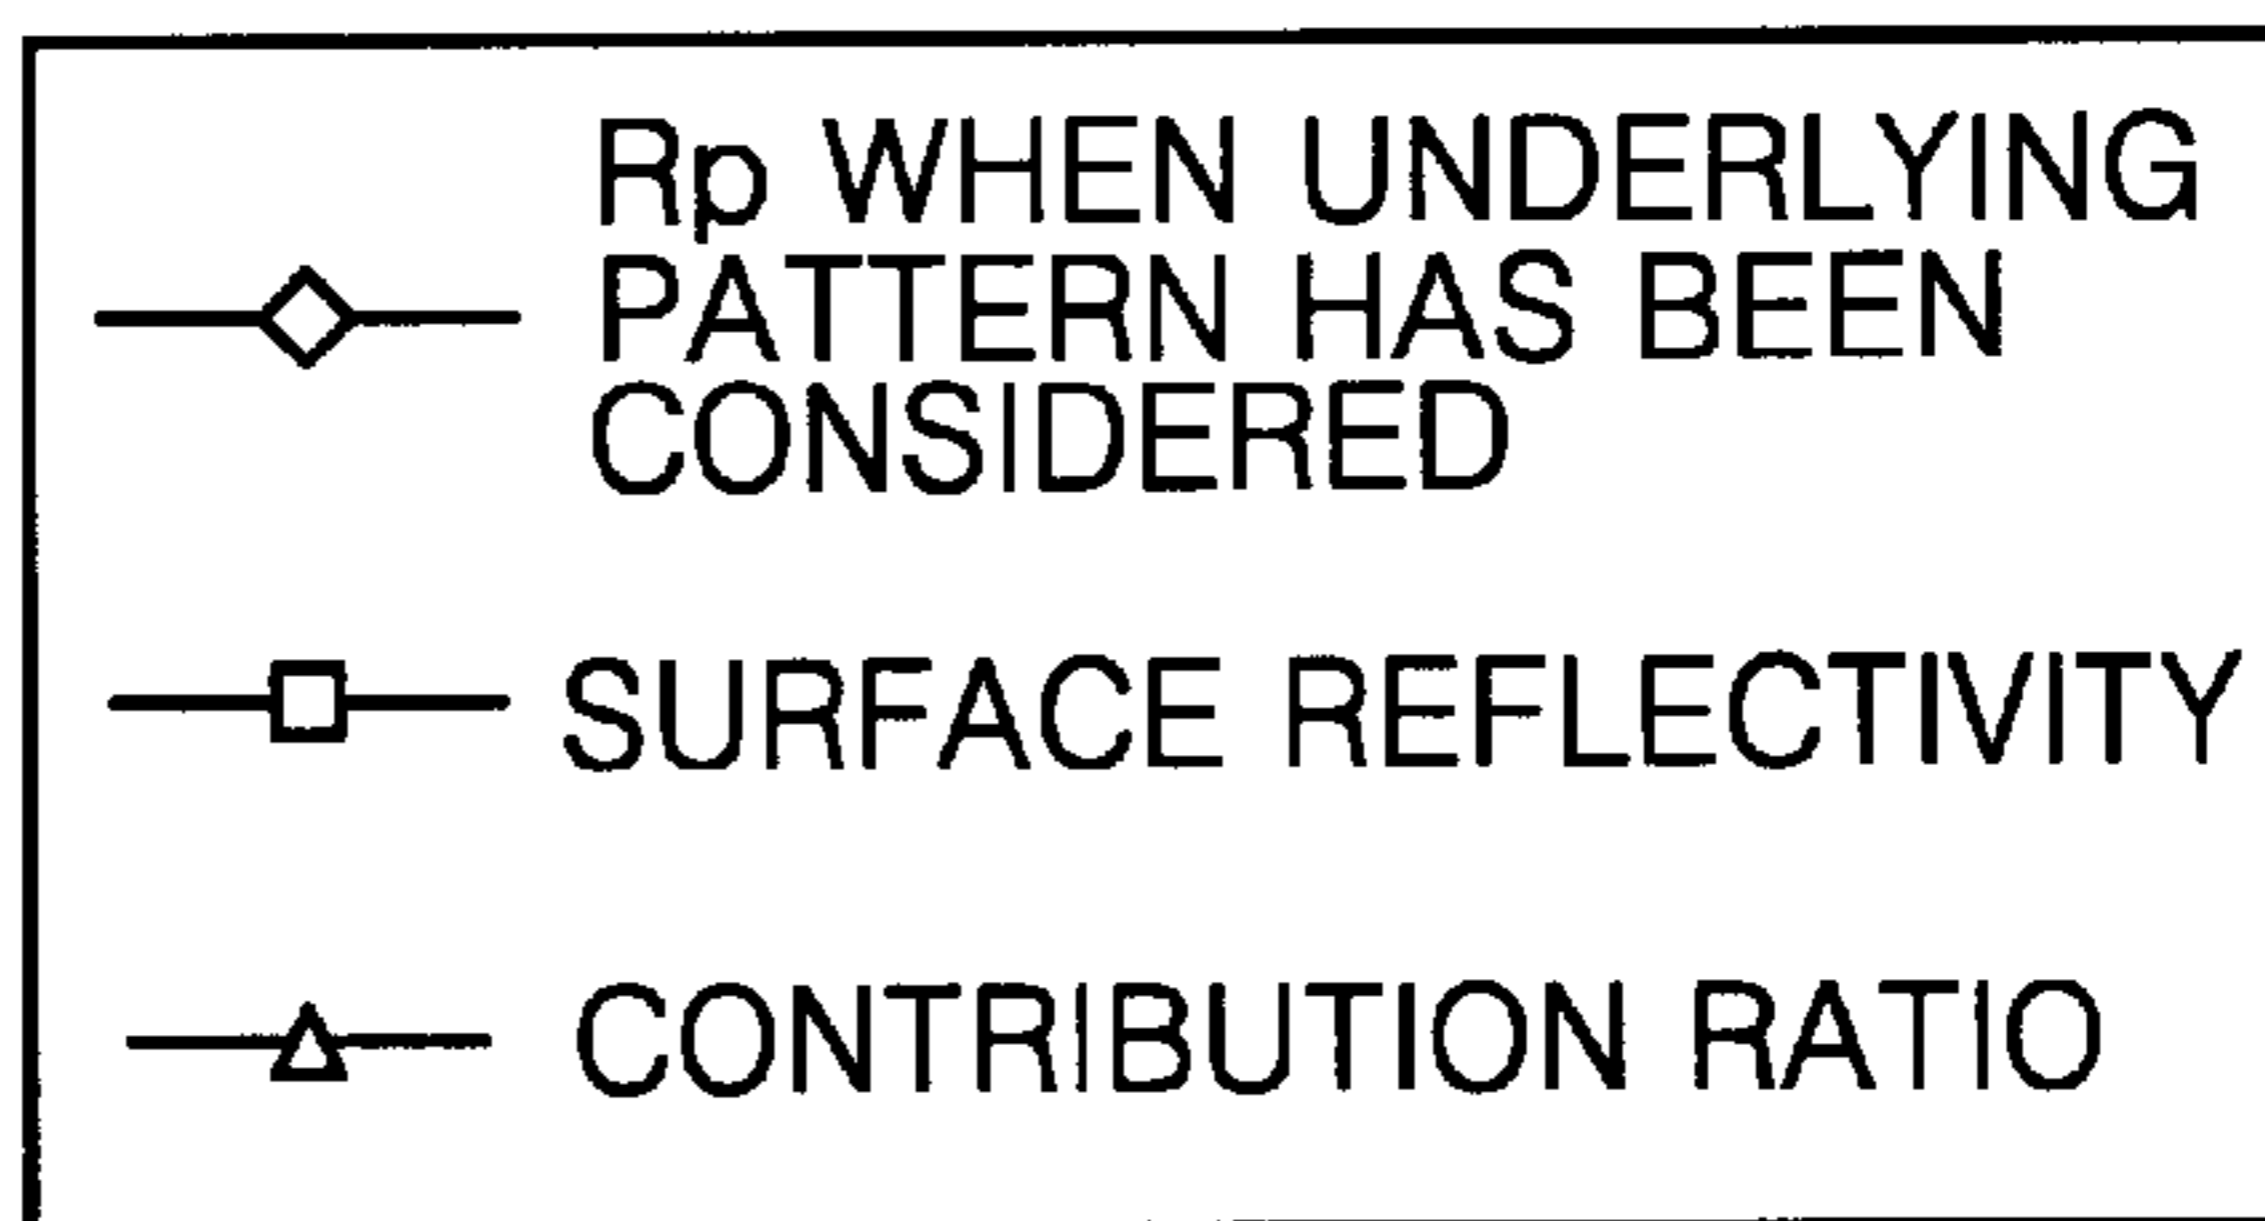 Rp WHEN UNDERLYING
PATTERN HAS BEEN
CONSIDERED
SURFACE REFLECTIVITY
CONTRIBUTION RATIO